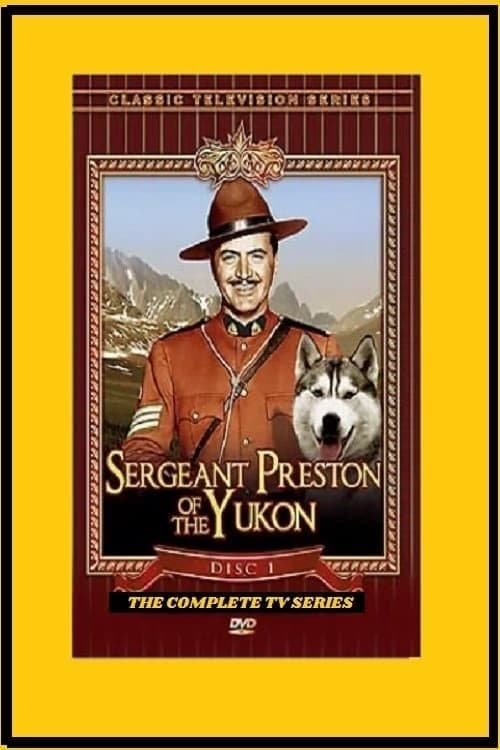 CLASSIC TELEVISION SERIES
SERGEANT PRESTON
OF THE YUKON
DISC 1
THE COMPLETE TV SERIES
DVD